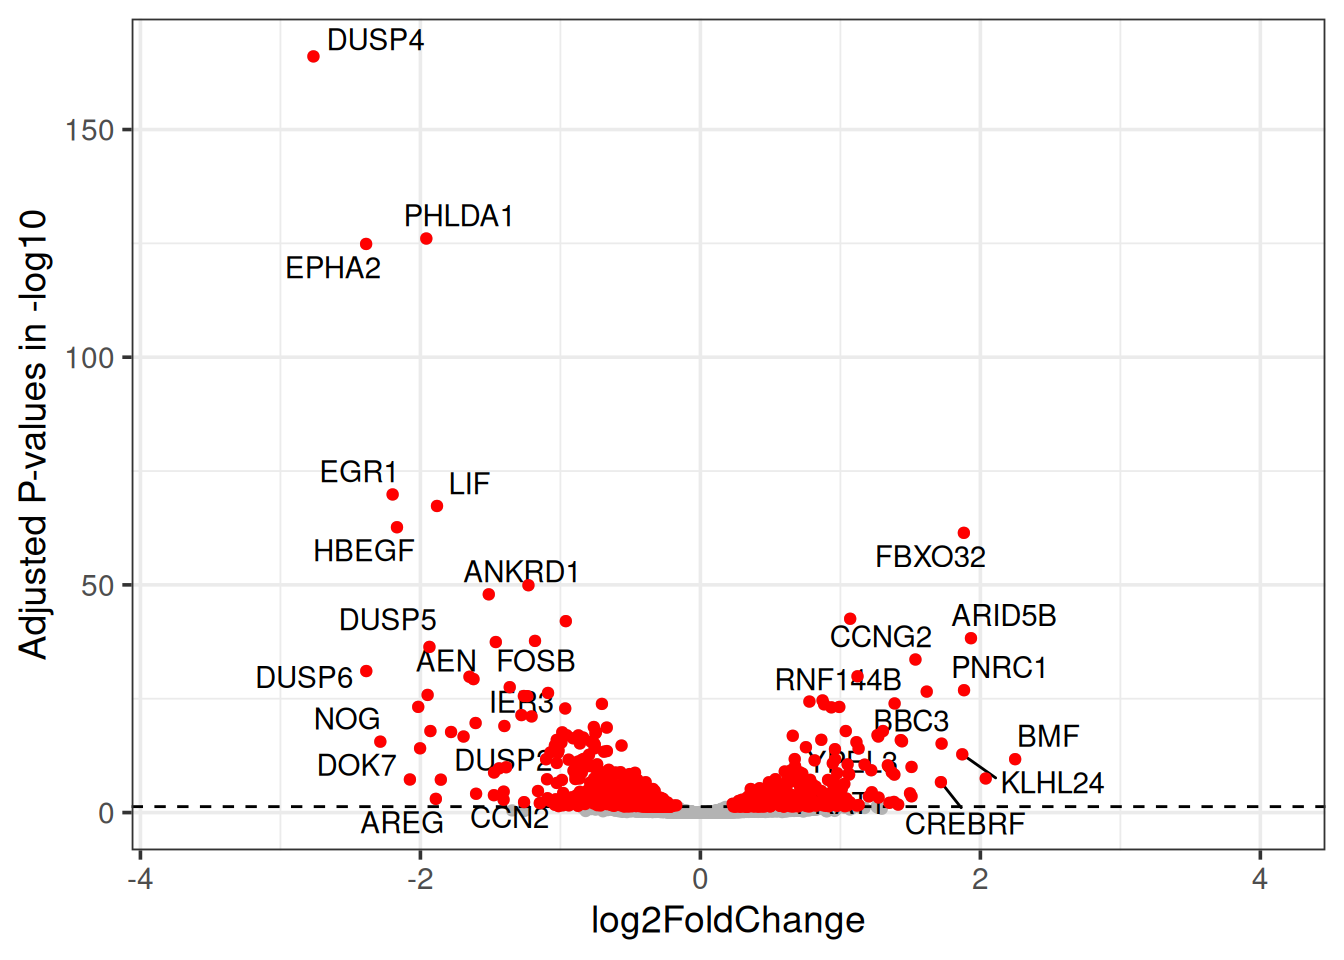 DUSP4
150
PHLDA1
EPHA2
100
EGR1
LIF
HBEGF
FBXO32
ANKRD1
50
DUSP5
ARID5B
CCNG2
AEN
FOSB
PNRC1
DUSP6
RNF144B
IER3
NOG
BBC3
BMF
DOK7
DUSP2
YPEL3
KLHL24
0
AREG
CCN2
CREBRF
-4
-2
0
2
4
log2FoldChange
Adjusted P-values in -log10